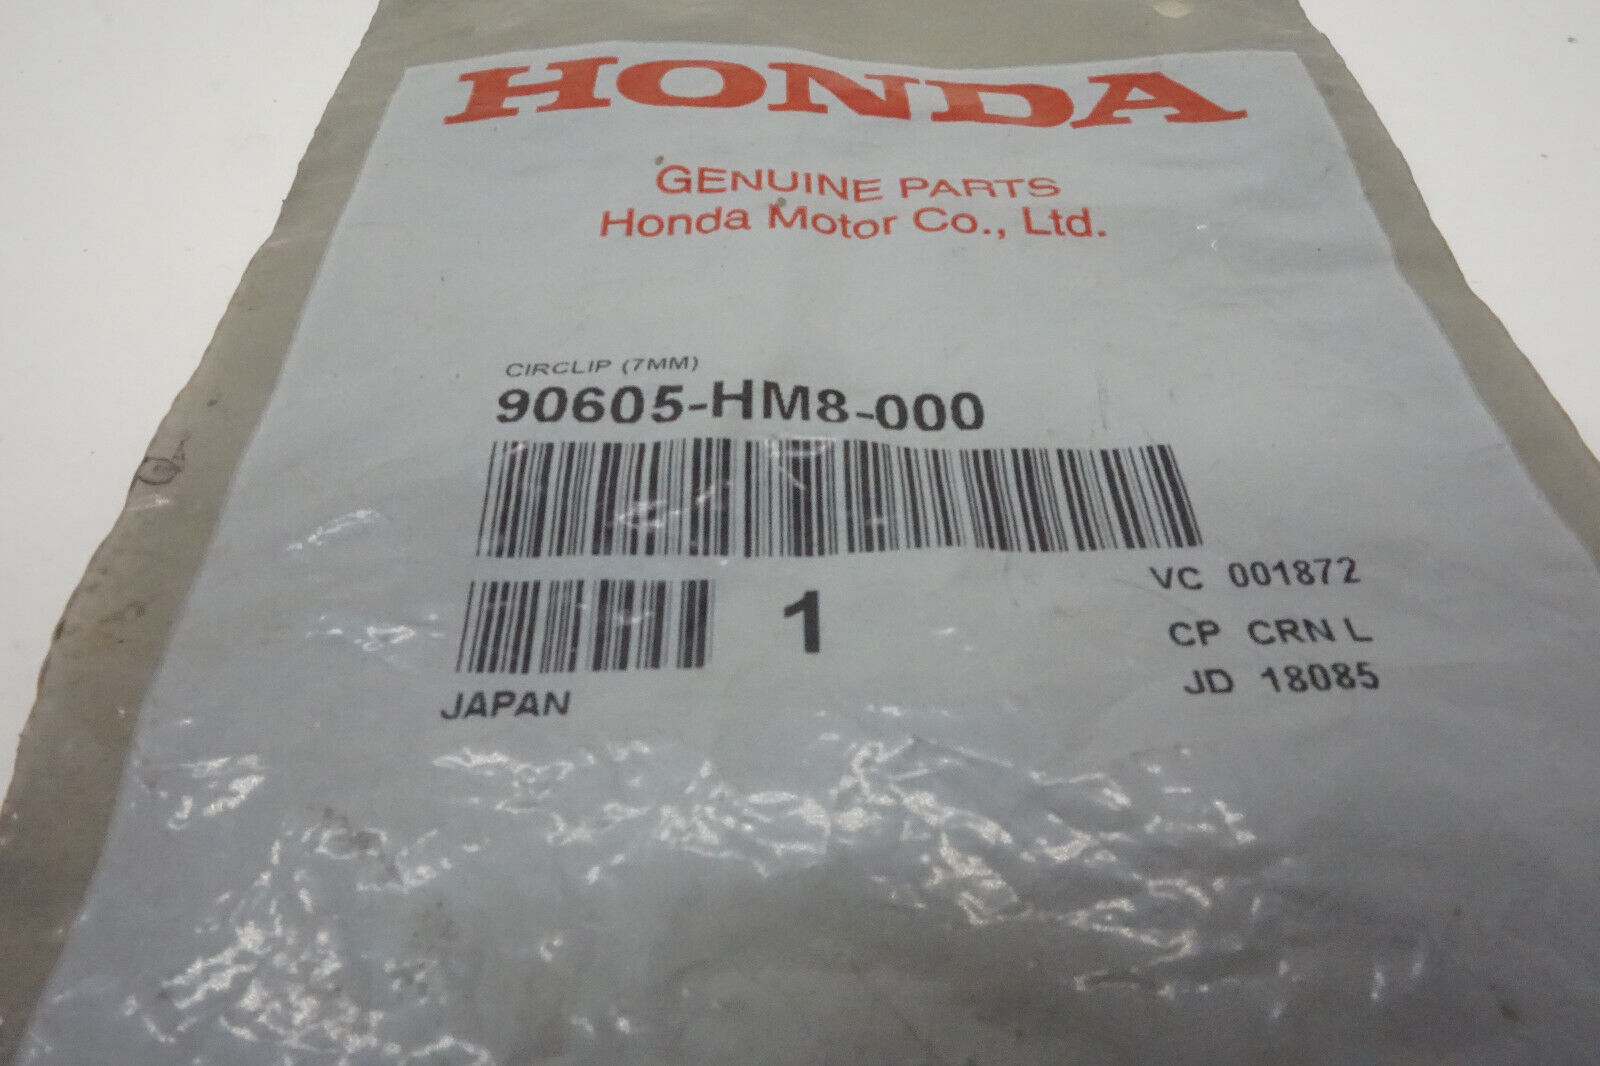 HONDA
GENUINE PARTS
Honda Motor Co., Ltd.
CIRCLIP (7MM)
90605-HM8-000
1
VC 001872
CP CRN L
JD 18085
JAPAN